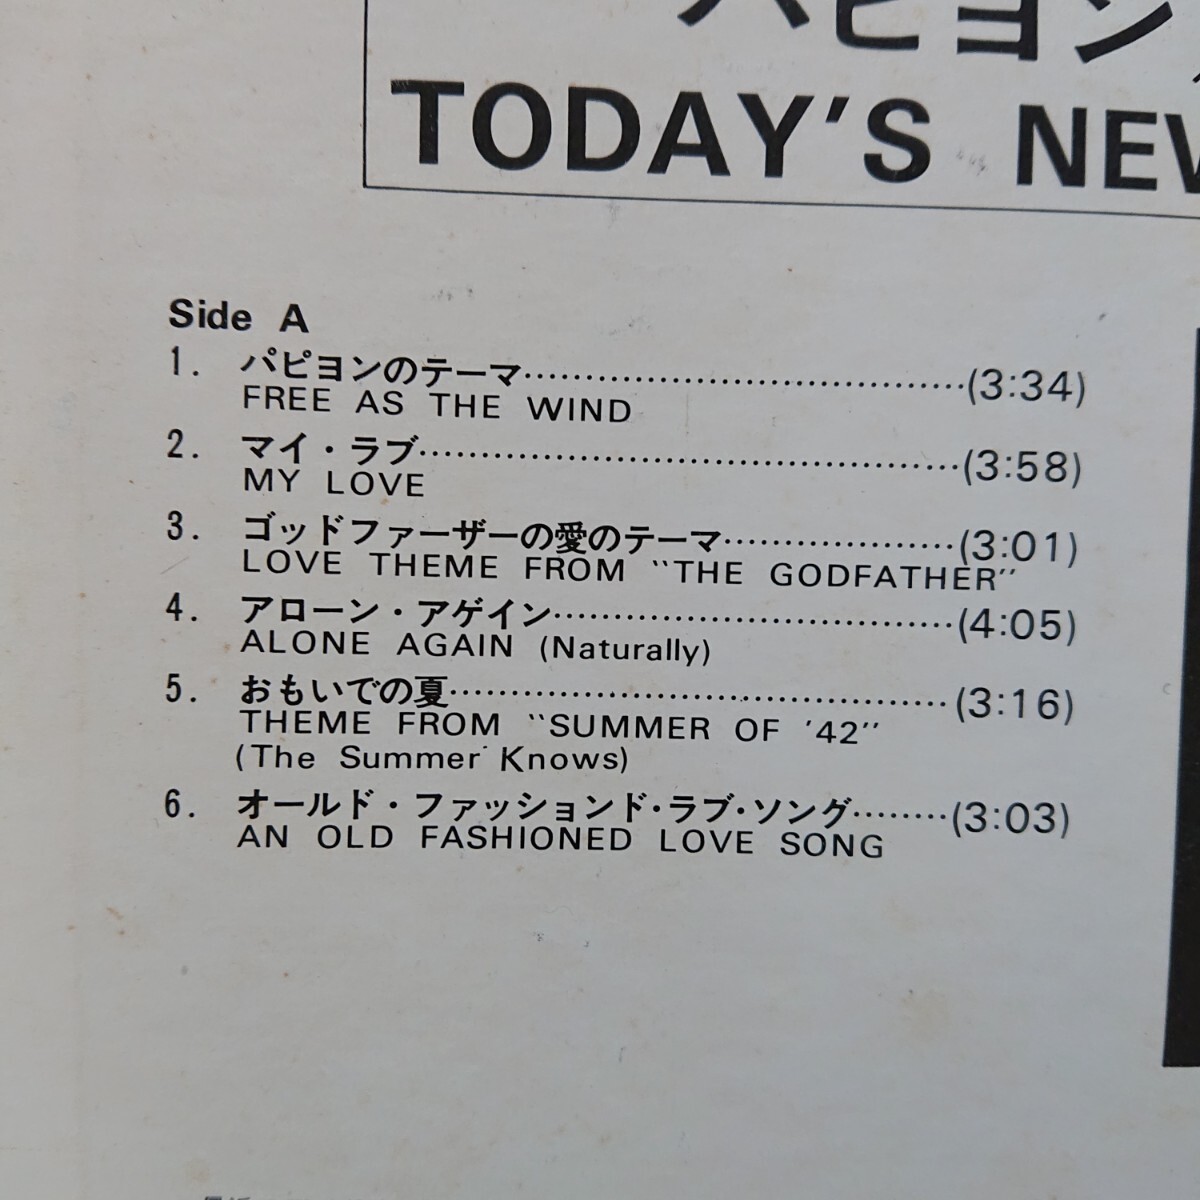 パピヨン
TODAY'S
Side A
1. パピヨンのテーマ……………………………(3:34)
FREE AS THE WIND
2. マイ・ラブ……………………………………(3:58)
MY LOVE
3. ゴッドファーザーの愛のテーマ………………(3:01)
LOVE THEME FROM "THE GODFATHER"
4. アローン・アゲイン…………………………(4:05)
ALONE AGAIN (Naturally)
5. おもいでの夏…………………………………(3:16)
THEME FROM "SUMMER OF '42"
(The Summer Knows)
6. オールド・ファッションド・ラブ・ソング………(3:03)
AN OLD FASHIONED LOVE SONG